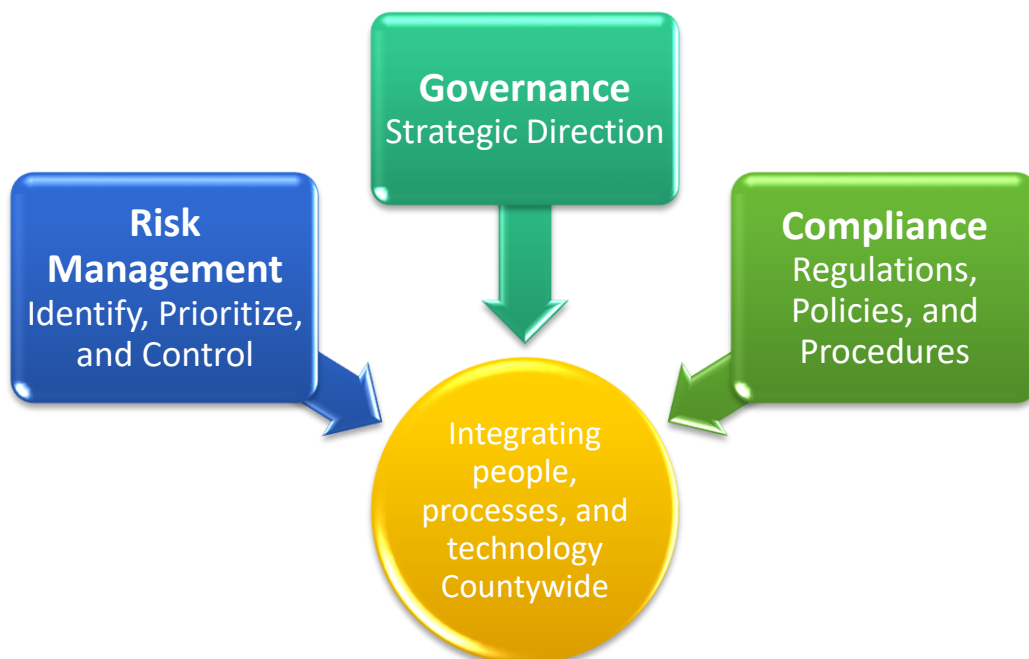 Governance
Strategic Direction
Risk
Management
Identify, Prioritize,
and Control
Compliance
Regulations,
Policies, and
Procedures
Integrating
people,
processes, and
technology
Countywide